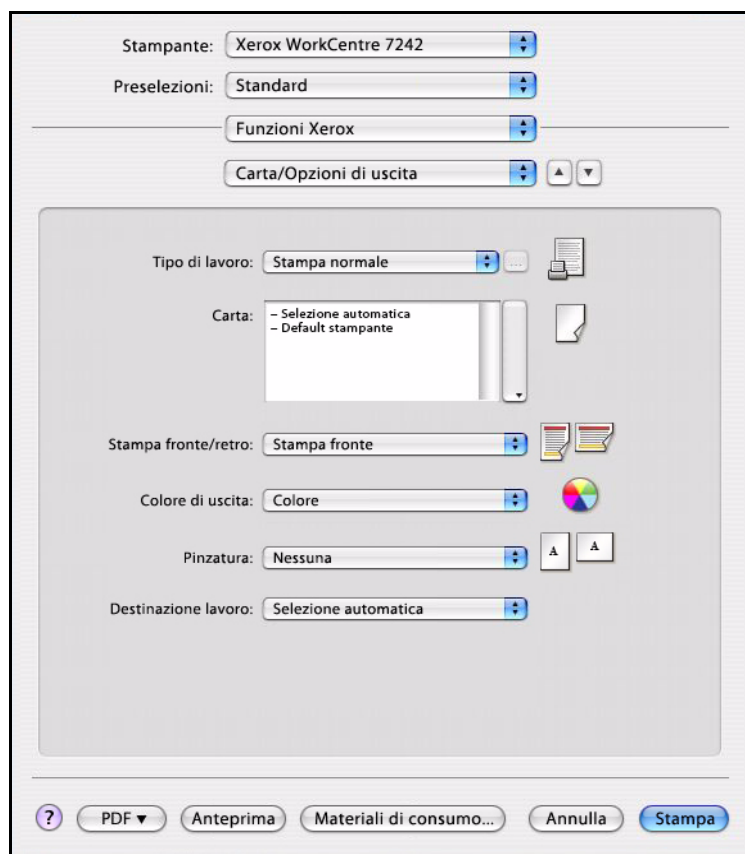 Stampante: Xerox WorkCentre 7242
Preselezioni: Standard
Funzioni Xerox
Carta/Opzioni di uscita
Tipo di lavoro: Stampa normale ...
Carta: – Selezione automatica
– Default stampante
Stampa fronte/retro: Stampa fronte
Colore di uscita: Colore
Pinzatura: Nessuna A A
Destinazione lavoro: Selezione automatica
? PDF ▼ Anteprima Materiali di consumo... Annulla Stampa